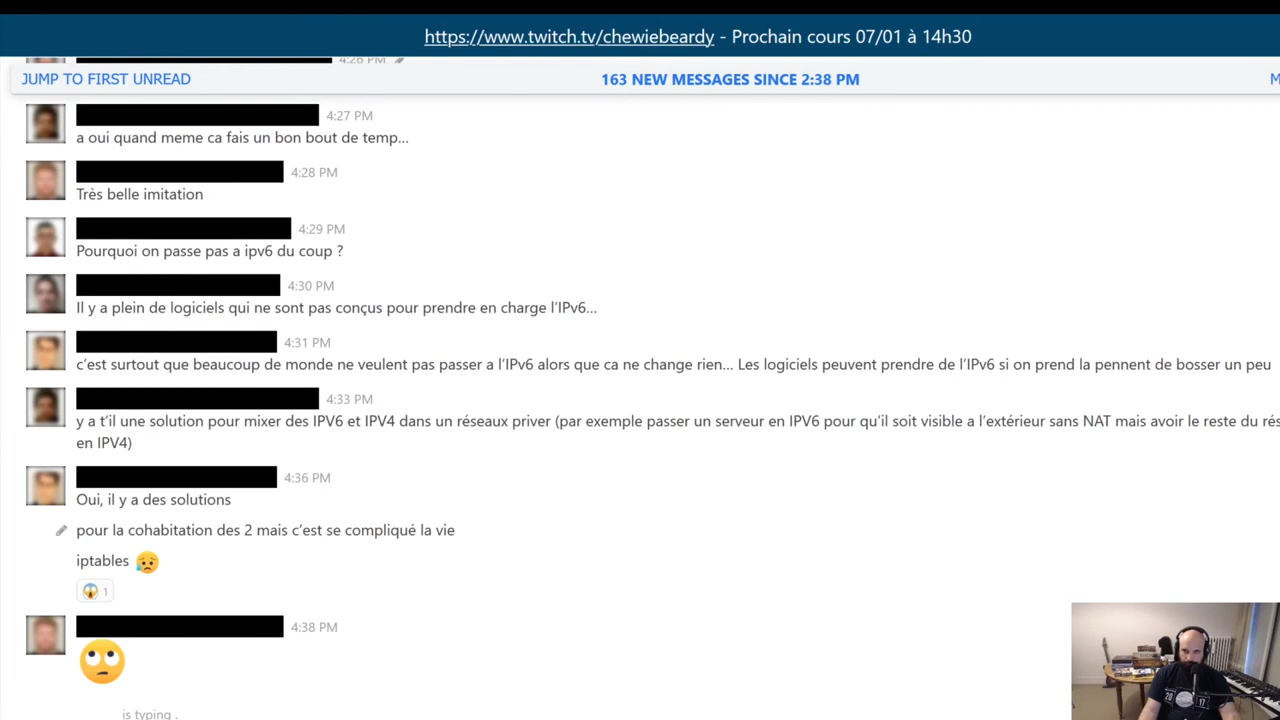 https://www.twitch.tv/chewiebeardy - Prochain cours 07/01 à 14h30
4:26 PM
JUMP TO FIRST UNREAD
163 NEW MESSAGES SINCE 2:38 PM
M
4:27 PM
a oui quand meme ca fais un bon bout de temp...
4:28 PM
Très belle imitation
4:29 PM
Pourquoi on passe pas a ipv6 du coup ?
4:30 PM
Il y a plein de logiciels qui ne sont pas conçus pour prendre en charge l’IPv6...
4:31 PM
c’est surtout que beaucoup de monde ne veulent pas passer a l’IPv6 alors que ca ne change rien... Les logiciels peuvent prendre de l’IPv6 si on prend la pennent de bosser un peu
4:33 PM
y a t’il une solution pour mixer des IPV6 et IPV4 dans un réseaux priver (par exemple passer un serveur en IPV6 pour qu’il soit visible a l’extérieur sans NAT mais avoir le reste du rés
en IPV4)
4:36 PM
Oui, il y a des solutions
pour la cohabitation des 2 mais c’est se compliqué la vie
iptables
1
4:38 PM
is typing .